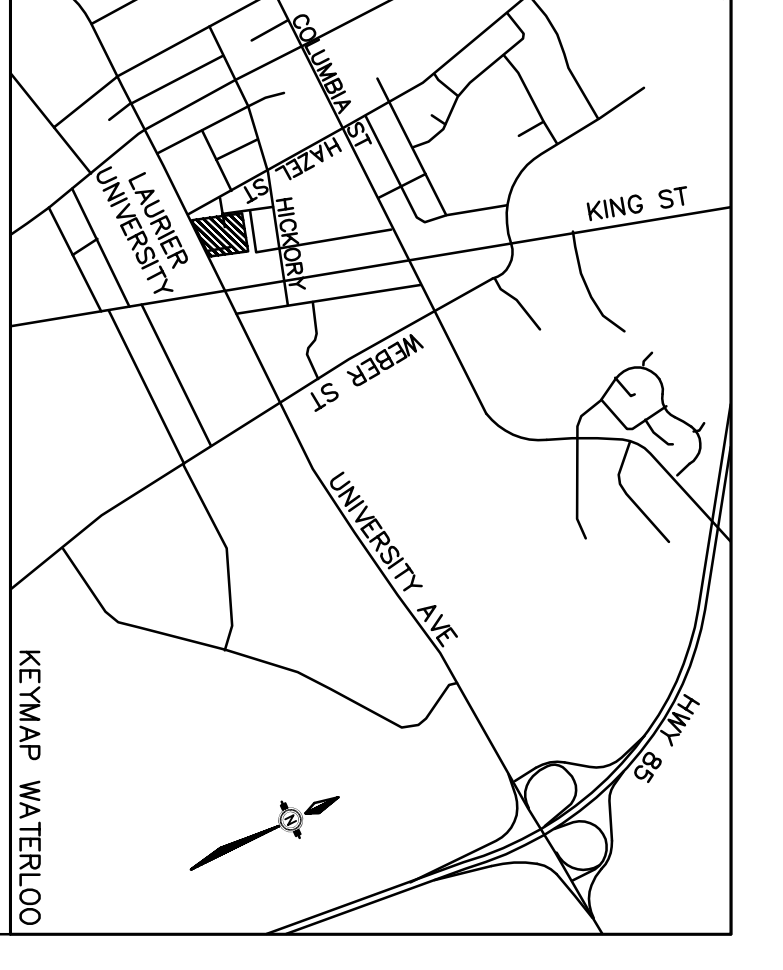 COLUMBIA ST
HAZEL ST
KING ST
LAURIER
UNIVERSITY
HICKORY
WEBER ST
UNIVERSITY AVE
HWY 85
KEYMAP WATERLOO
N